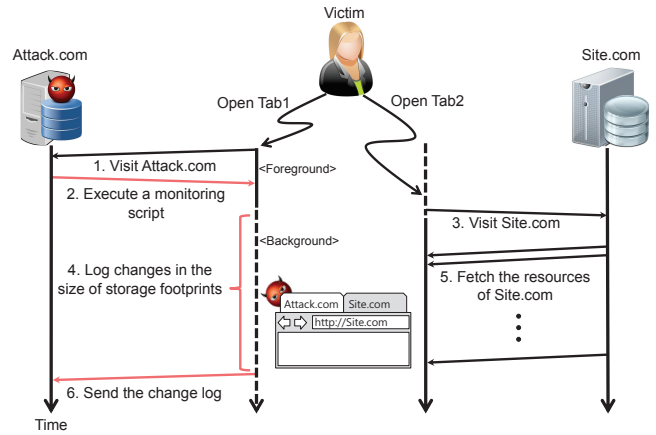 Victim
Attack.com
Site.com
Open Tab1
Open Tab2
1. Visit Attack.com
<Foreground>
2. Execute a monitoring
script
3. Visit Site.com
<Background>
4. Log changes in the
size of storage footprints
5. Fetch the resources
of Site.com
Attack.com
Site.com
http://Site.com
6. Send the change log
Time